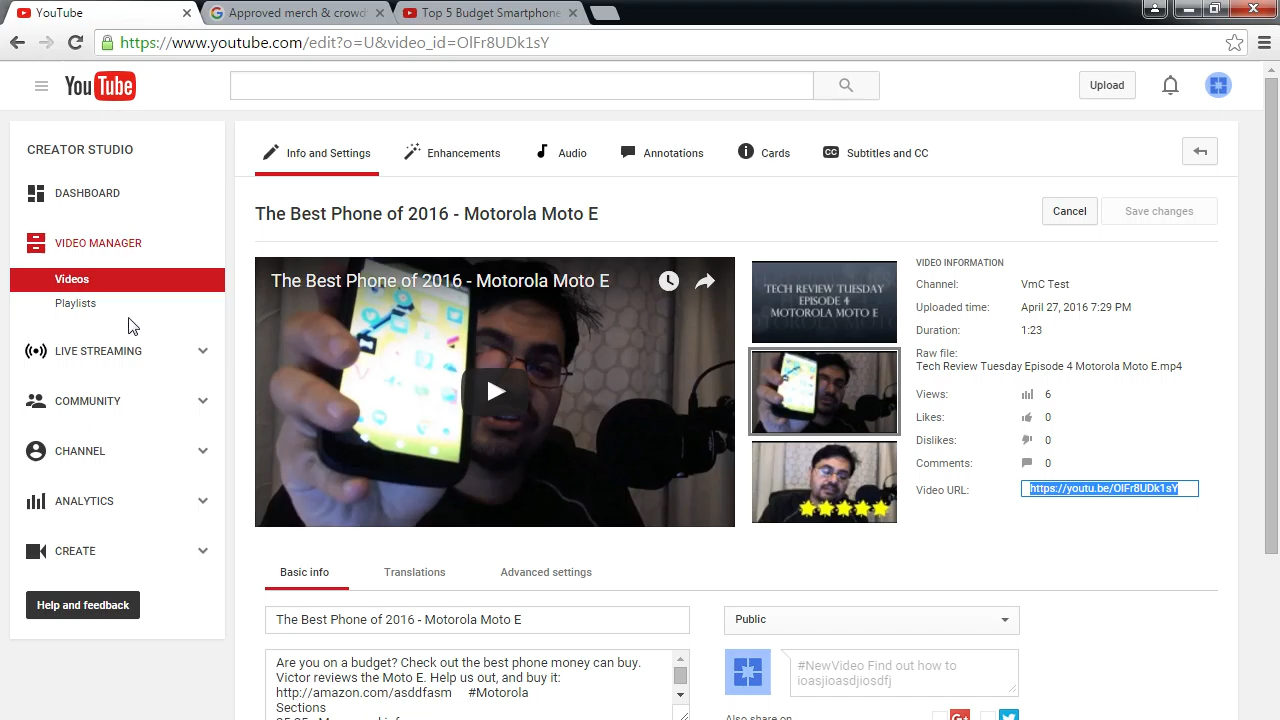 YouTube
Approved merch & crowd
Top 5 Budget Smartphone
https://www.youtube.com/edit?o=U&video_id=OlFr8UDk1sY
YouTube
Upload
CREATOR STUDIO
DASHBOARD
VIDEO MANAGER
Videos
Playlists
LIVE STREAMING
COMMUNITY
CHANNEL
ANALYTICS
CREATE
Help and feedback
Info and Settings
Enhancements
Audio
Annotations
Cards
CC Subtitles and CC
The Best Phone of 2016 - Motorola Moto E
Cancel
Save changes
The Best Phone of 2016 - Motorola Moto E
TECH REVIEW TUESDAY
EPISODE 4
MOTOROLA MOTO E
VIDEO INFORMATION
Channel: VmC Test
Uploaded time: April 27, 2016 7:29 PM
Duration: 1:23
Raw file:
Tech Review Tuesday Episode 4 Motorola Moto E.mp4
Views: 6
Likes: 0
Dislikes: 0
Comments: 0
Video URL: https://youtu.be/OlFr8UDk1sY
Basic info
Translations
Advanced settings
The Best Phone of 2016 - Motorola Moto E
Public
Are you on a budget? Check out the best phone money can buy.
Victor reviews the Moto E. Help us out, and buy it:
http://amazon.com/asddfasm #Motorola
Sections
#NewVideo Find out how to
ioasjioasdjiosdfj
Also share on